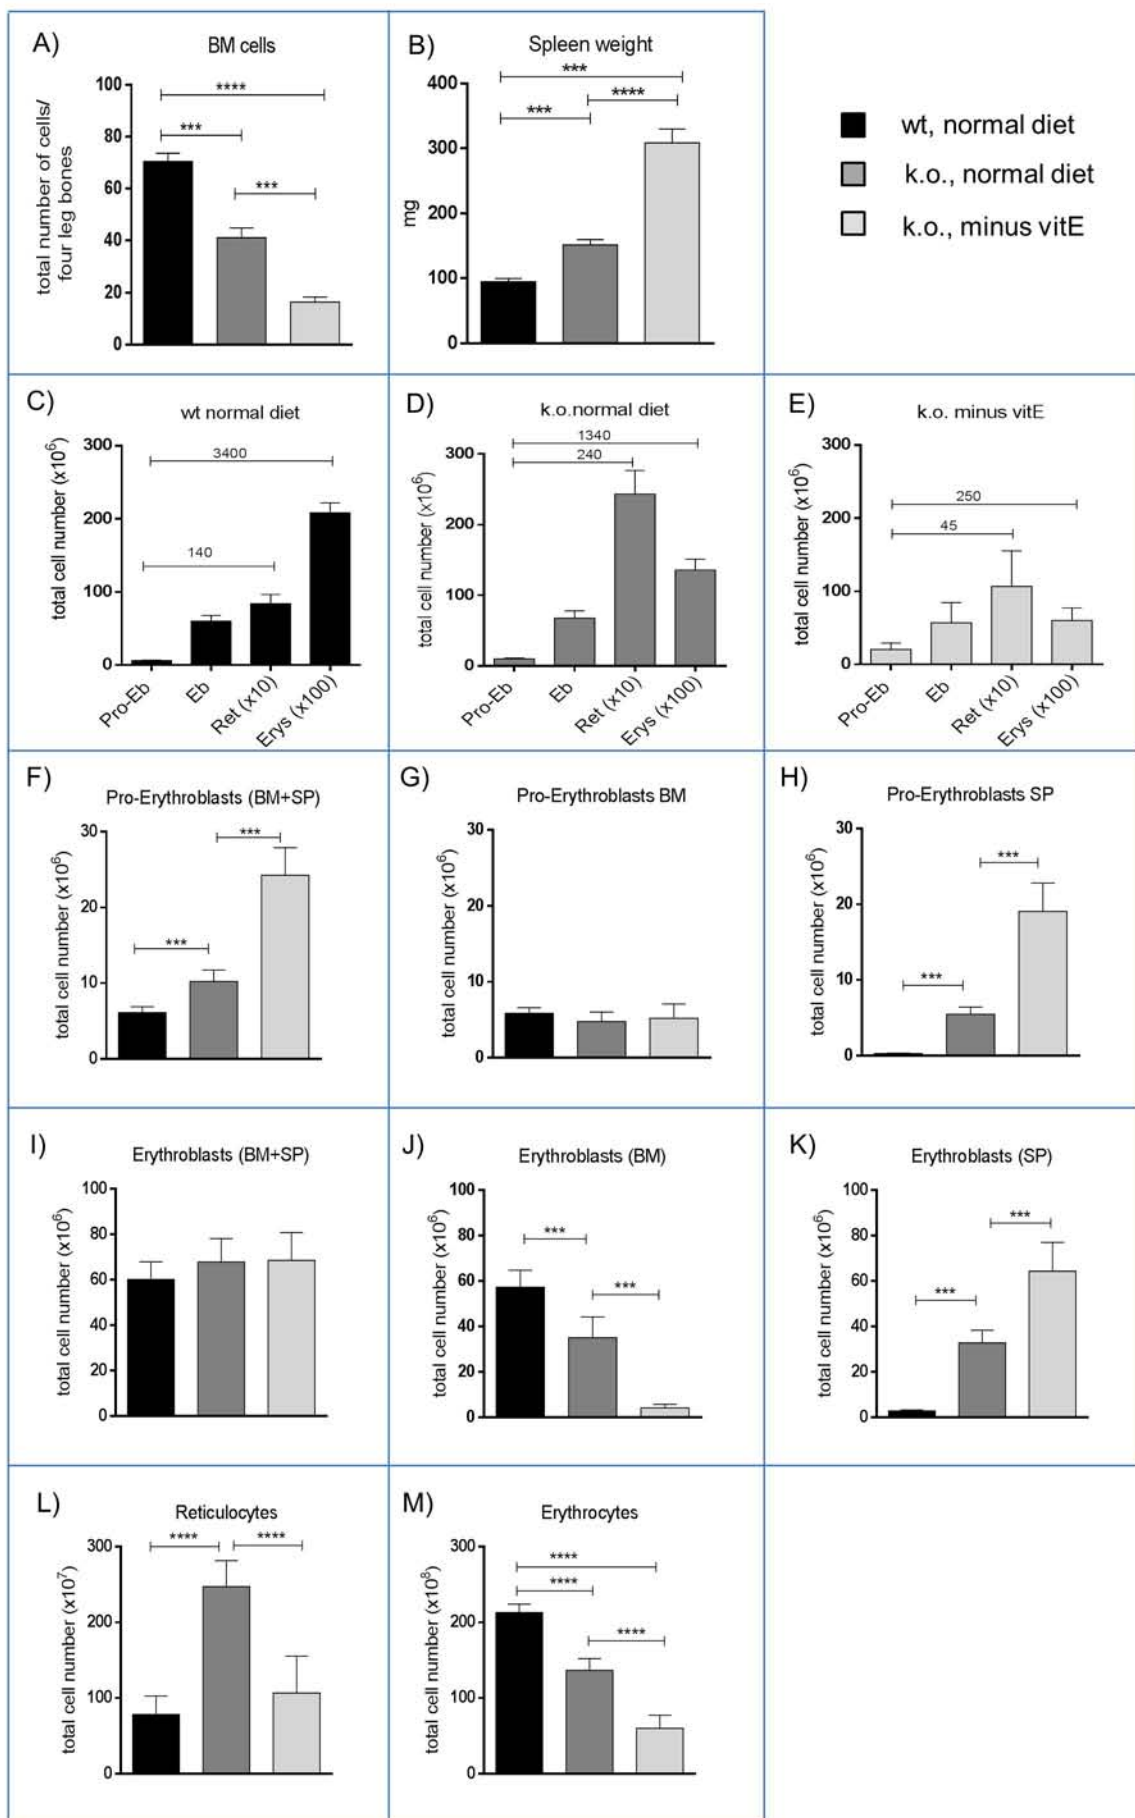 A)
BM cells
total number of cells/
four leg bones
100
80
60
40
20
0
****
***
***
B)
Spleen weight
mg
400
300
200
100
0
***
****
***
wt, normal diet
k.o., normal diet
k.o., minus vitE
C)
wt normal diet
total cell number (x10⁶)
300
200
100
0
3400
140
Pro-Eb
Eb
Ret (x10)
Erys (x100)
D)
k.o.normal diet
total cell number (x10⁶)
300
200
100
0
1340
240
Pro-Eb
Eb
Ret (x10)
Erys (x100)
E)
k.o. minus vitE
total cell number (x10⁶)
300
200
100
0
250
45
Pro-Eb
Eb
Ret (x10)
Erys (x100)
F)
Pro-Erythroblasts (BM+SP)
total cell number (x10⁶)
30
20
10
0
***
***
G)
Pro-Erythroblasts BM
total cell number (x10⁶)
30
20
10
0
H)
Pro-Erythroblasts SP
total cell number (x10⁶)
30
20
10
0
***
***
I)
Erythroblasts (BM+SP)
total cell number (x10⁶)
100
80
60
40
20
0
J)
Erythroblasts (BM)
total cell number (x10⁶)
100
80
60
40
20
0
***
***
K)
Erythroblasts (SP)
total cell number (x10⁶)
100
80
60
40
20
0
***
***
L)
Reticulocytes
total cell number (x10⁷)
300
200
100
0
****
****
M)
Erythrocytes
total cell number (x10⁸)
300
200
100
0
****
****
****